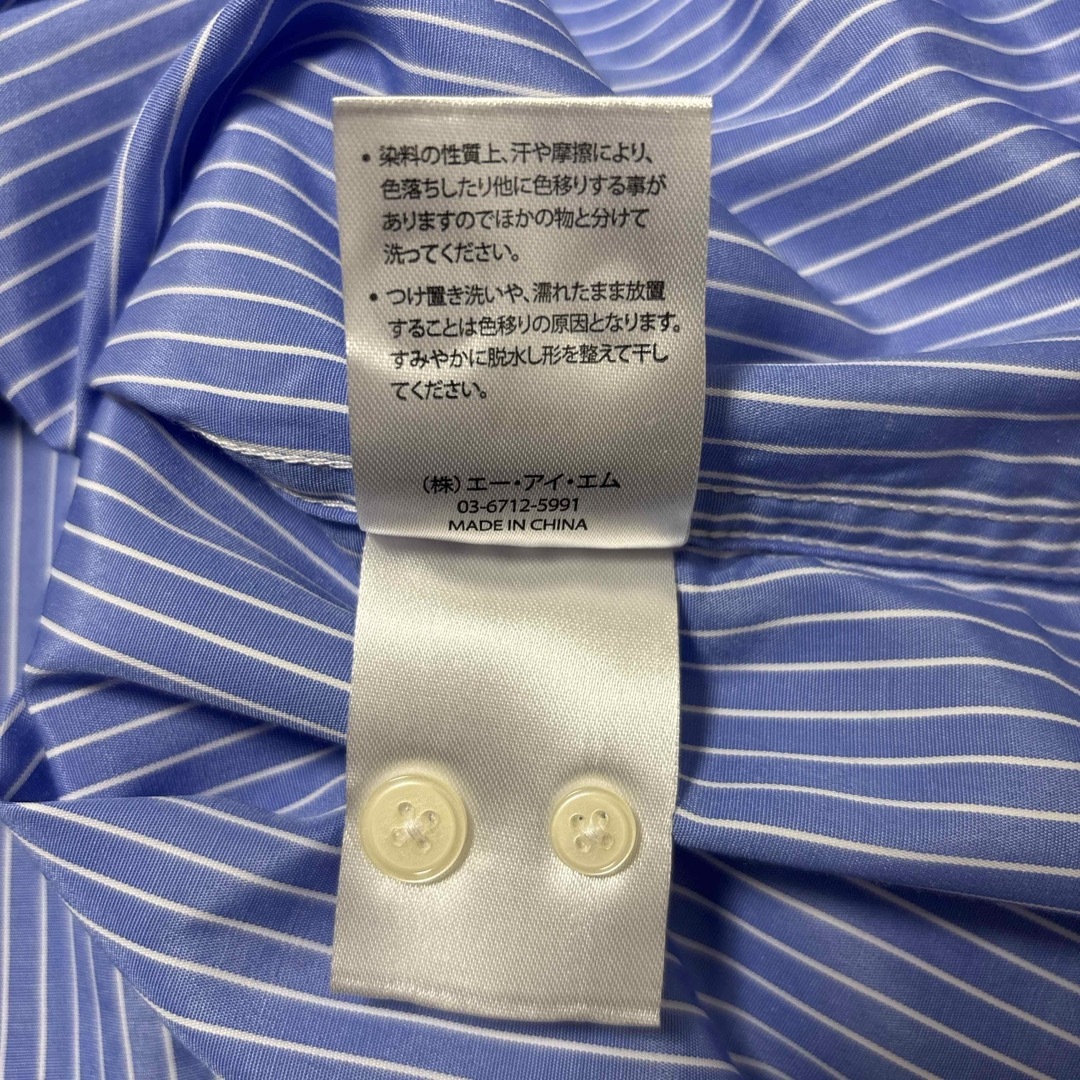 • 染料の性質上、汗や摩擦により、
色落ちしたり他に色移りする事が
ありますのでほかの物と分けて
洗ってください。
• つけ置き洗いや、濡れたまま放置
することは色移りの原因となります。
すみやかに脱水し形を整えて干し
てください。
（株）エー・アイ・エム
03-6712-5991
MADE IN CHINA